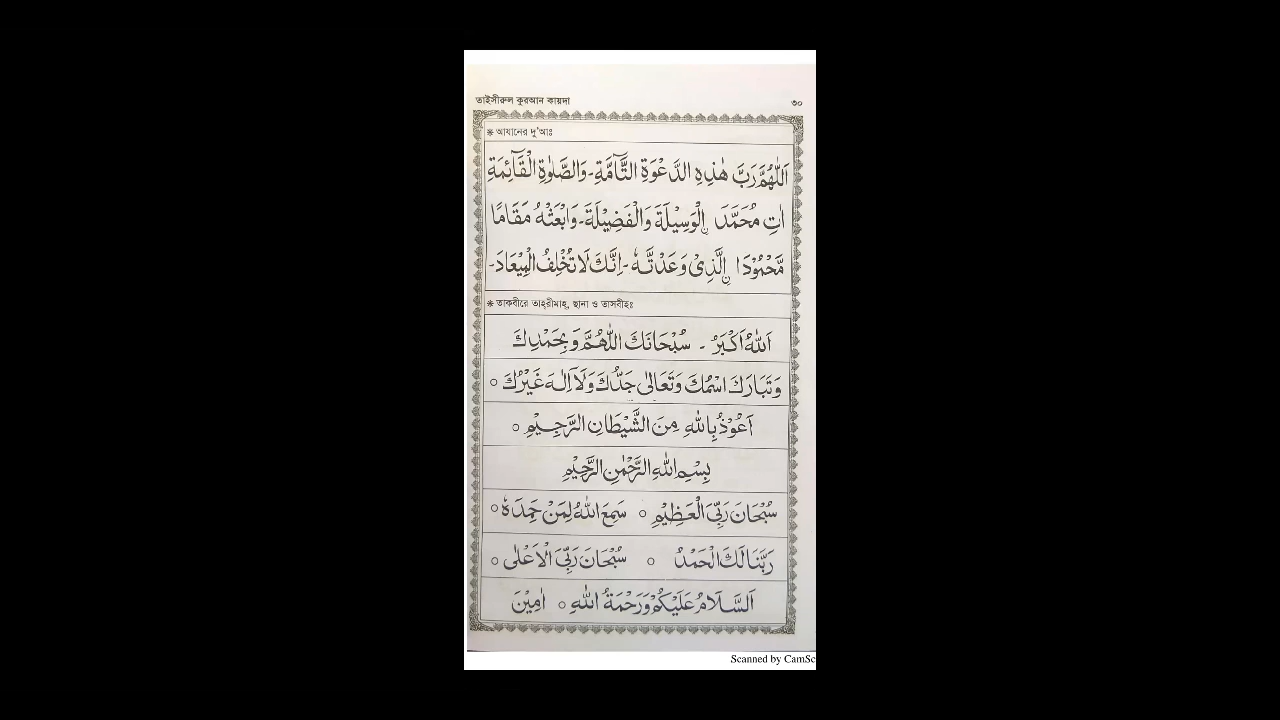 তাইসীরুল কুরআন কায়দা ৩০
❋ আযানের দু'আঃ
اَللّٰهُمَّ رَبَّ هٰذِهِ الدَّعْوَةِ التَّآمَّةِ۔وَالصَّلٰوةِ الْقَآئِمَةِ
اٰتِ مُحَمَّدَ نِ الْوَسِيْلَةَ وَالْفَضِيْلَةَ۔وَابْعَثْهُ مَقَامًا
مَّحْمُوْدَا نِ الَّذِىْ وَعَدْتَّهٗ۔اِنَّكَ لَا تُخْلِفُ الْمِيْعَادَ۔
❋ তাকবীরে তাহ্‌রীমাহ্, ছানা ও তাসবীহঃ
اَللّٰهُ اَكْبَرْ ۔ سُبْحَانَكَ اللّٰهُمَّ وَبِحَمْدِكَ
وَتَبَارَكَ اسْمُكَ وَتَعَالٰى جَدُّكَ وَلَآ اِلٰهَ غَيْرُكَ ○
اَعُوْذُ بِاللّٰهِ مِنَ الشَّيْطَانِ الرَّجِيْمِ ○
بِسْمِ اللّٰهِ الرَّحْمٰنِ الرَّحِيْمِ
سُبْحَانَ رَبِّىَ الْعَظِيْمِ ○ سَمِعَ اللّٰهُ لِمَنْ حَمِدَهٗ ○
رَبَّنَا لَكَ الْحَمْدُ ○ سُبْحَانَ رَبِّىَ الْاَعْلٰى ○
اَلسَّلَامُ عَلَيْكُمْ وَرَحْمَةُ اللّٰهِ ○ اٰمِيْنَ
Scanned by CamSc